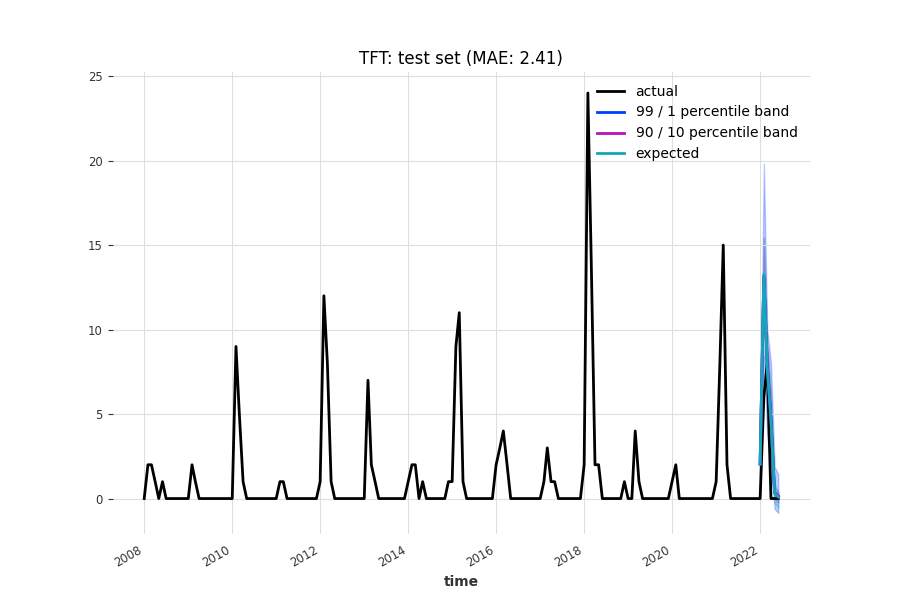 TFT: test set (MAE: 2.41)
actual
99 / 1 percentile band
90 / 10 percentile band
expected
25
20
15
10
5
0
2008
2010
2012
2014
2016
2018
2020
2022
time